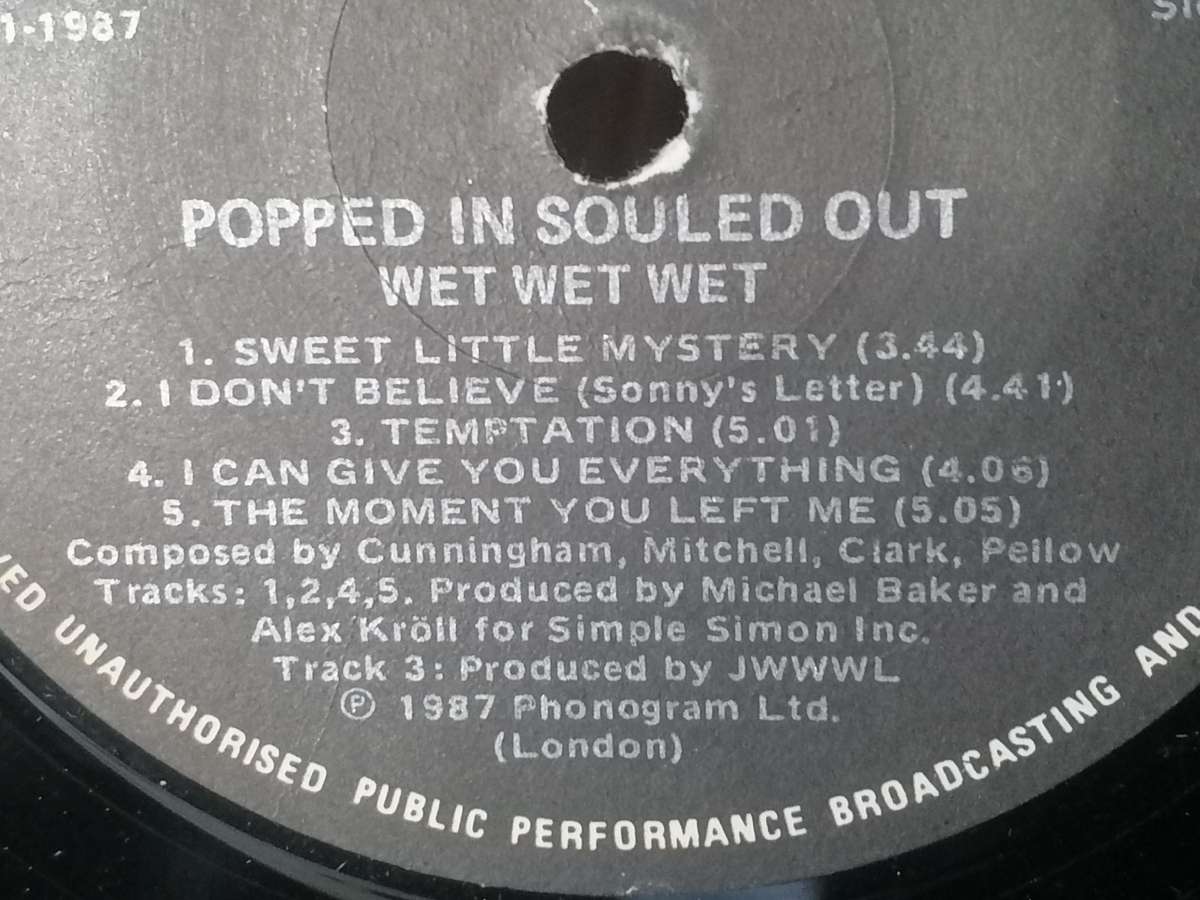 1-1987
POPPED IN SOULED OUT
WET WET WET
1. SWEET LITTLE MYSTERY (3.44)
2. I DON'T BELIEVE (Sonny's Letter) (4.41)
3. TEMPTATION (5.01)
4. I CAN GIVE YOU EVERYTHING (4.06)
5. THE MOMENT YOU LEFT ME (5.05)
Composed by Cunningham, Mitchell, Clark, Pellow
Tracks: 1,2,4,5. Produced by Michael Baker and
Alex Kröll for Simple Simon Inc.
Track 3: Produced by JWWWL
℗ 1987 Phonogram Ltd.
(London)
UNAUTHORISED PUBLIC PERFORMANCE BROADCASTING AND